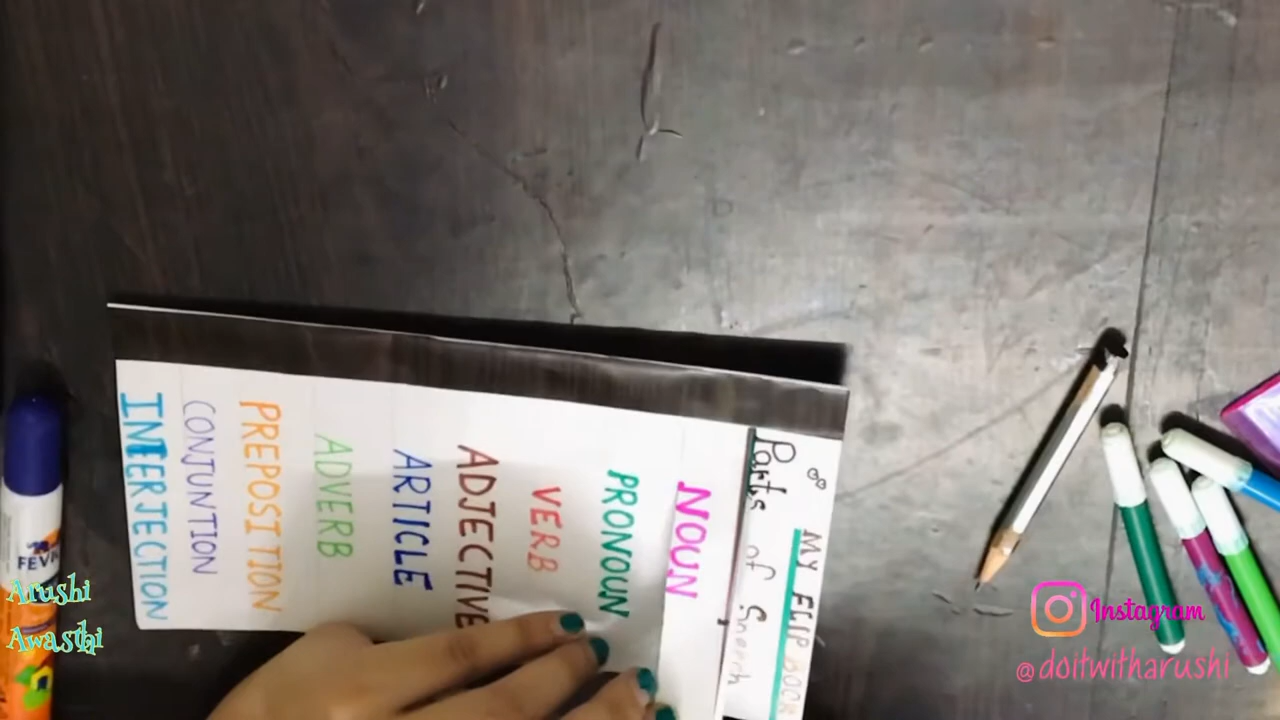 MY FLIP BOOK
Parts of Speech
NOUN
PRONOUN
VERB
ADJECTIVE
ARTICLE
ADVERB
PREPOSITION
CONJUNTION
INTERJECTION
FEVI
Arushi
Awasthi
Instagram
@doitwitharushi